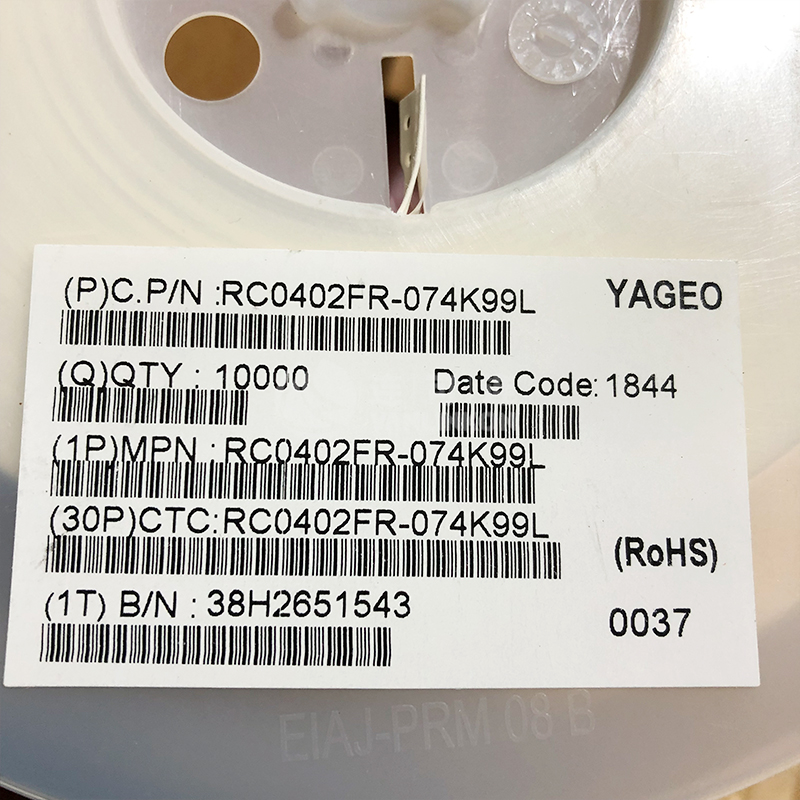 (P)C.P/N :RC0402FR-074K99L YAGEO
(Q)QTY : 10000 Date Code: 1844
(1P)MPN :RC0402FR-074K99L
(30P)CTC:RC0402FR-074K99L
(RoHS)
(1T) B/N : 38H2651543 0037
EIAJ-PRM 08 B